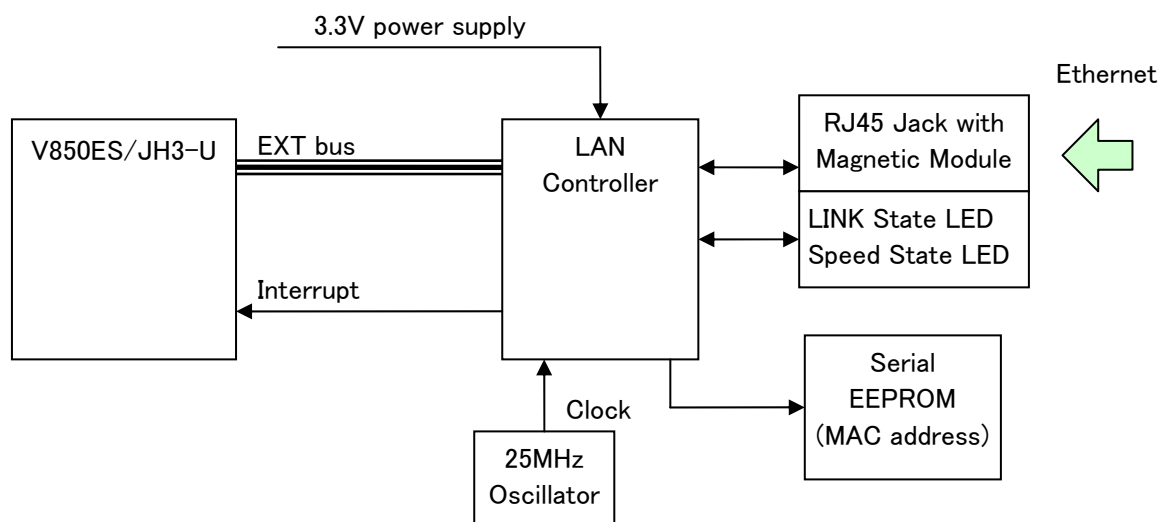 3.3V power supply
Ethernet
V850ES/JH3-U
EXT bus
LAN
Controller
RJ45 Jack with
Magnetic Module
LINK State LED
Speed State LED
Interrupt
Serial
EEPROM
(MAC address)
Clock
25MHz
Oscillator